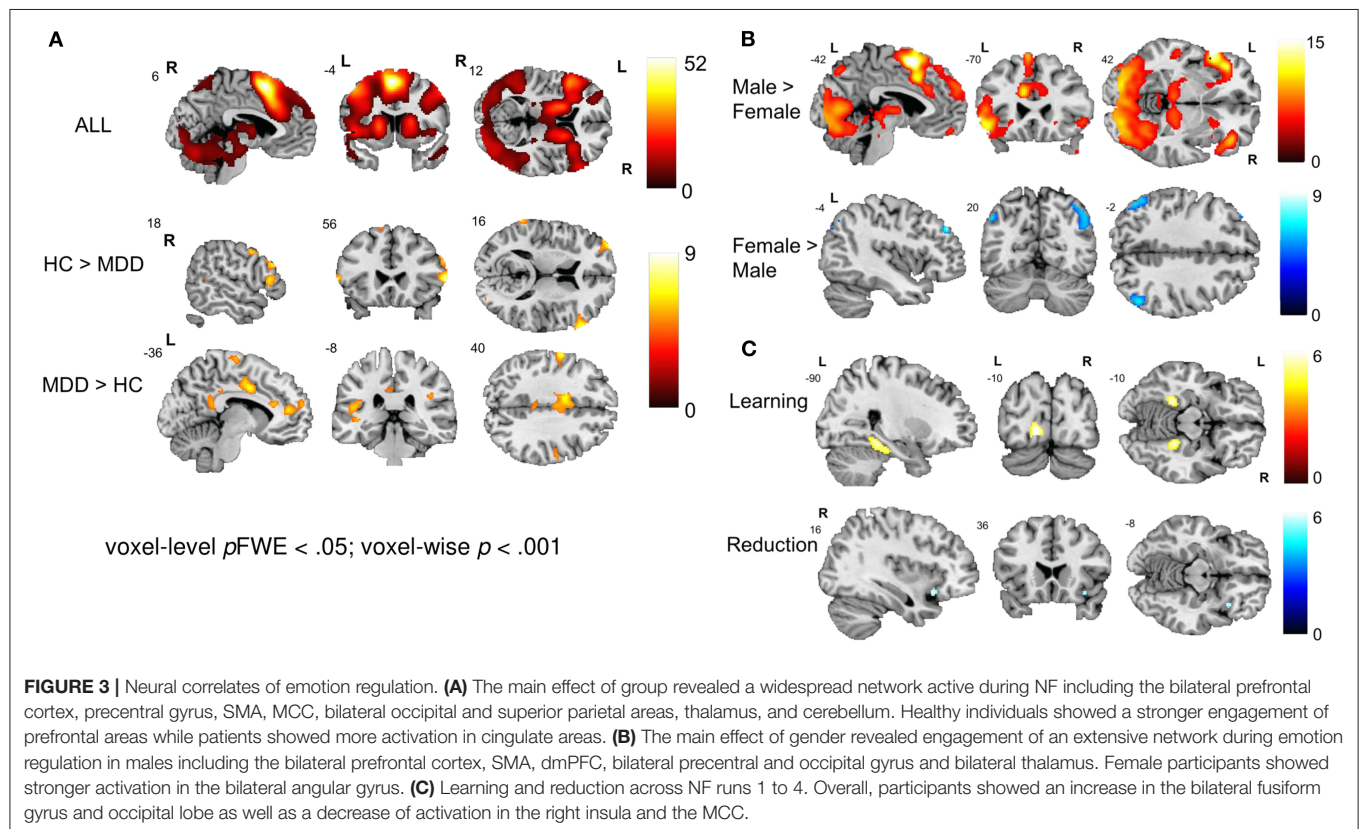 A
6 R
-4 L
R 12
L
52
ALL
R
0
18
R
56
16
9
HC > MDD
-36 L
-8
40
MDD > HC
0
voxel-level pFWE < .05; voxel-wise p < .001
B
L
-42
L R
-70
42 L
15
Male >
Female
R
0
L
-4
20
-2
9
Female >
Male
0
C
L
-90
L R
-10
-10
L
6
Learning
R
0
R
16
36
-8
6
Reduction
0
FIGURE 3 | Neural correlates of emotion regulation. (A) The main effect of group revealed a widespread network active during NF including the bilateral prefrontal
cortex, precentral gyrus, SMA, MCC, bilateral occipital and superior parietal areas, thalamus, and cerebellum. Healthy individuals showed a stronger engagement of
prefrontal areas while patients showed more activation in cingulate areas. (B) The main effect of gender revealed engagement of an extensive network during emotion
regulation in males including the bilateral prefrontal cortex, SMA, dmPFC, bilateral precentral and occipital gyrus and bilateral thalamus. Female participants showed
stronger activation in the bilateral angular gyrus. (C) Learning and reduction across NF runs 1 to 4. Overall, participants showed an increase in the bilateral fusiform
gyrus and occipital lobe as well as a decrease of activation in the right insula and the MCC.